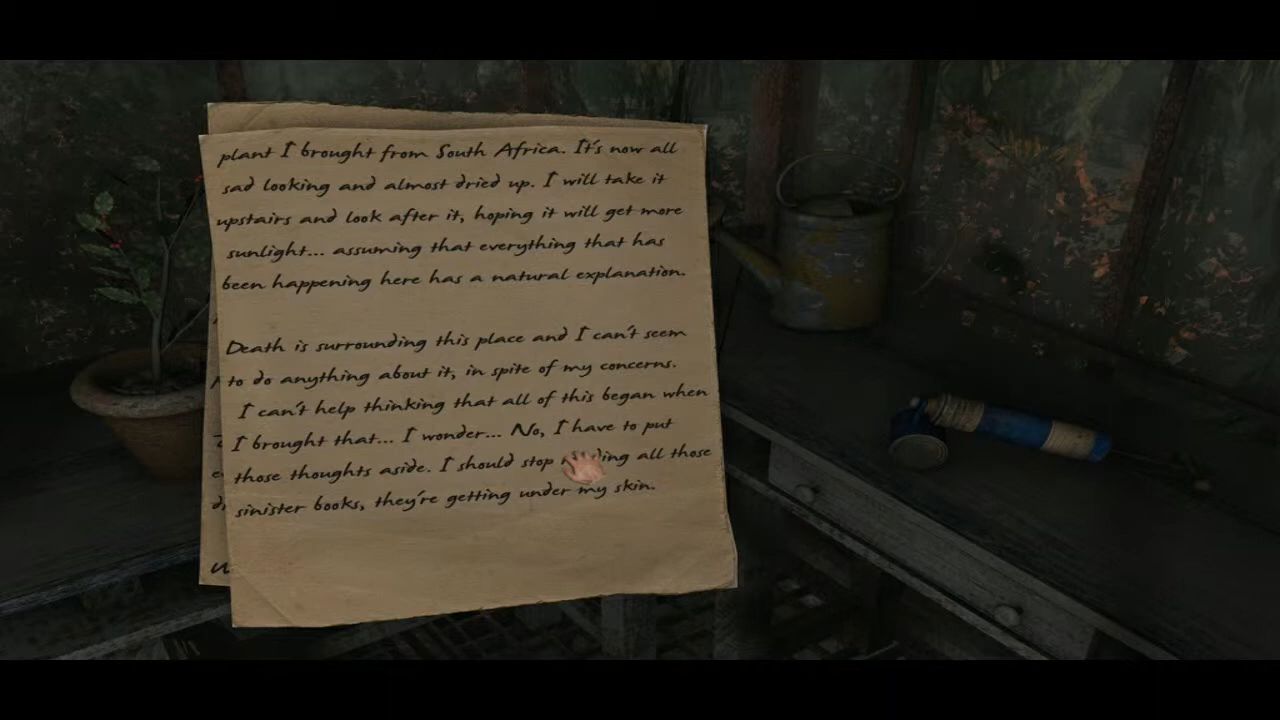 plant I brought from South Africa. It's now all
sad looking and almost dried up. I will take it
upstairs and look after it, hoping it will get more
sunlight... assuming that everything that has
been happening here has a natural explanation.
Death is surrounding this place and I can't seem
to do anything about it, in spite of my concerns.
I can't help thinking that all of this began when
I brought that... I wonder... No, I have to put
those thoughts aside. I should stop all those
sinister books, they're getting under my skin.